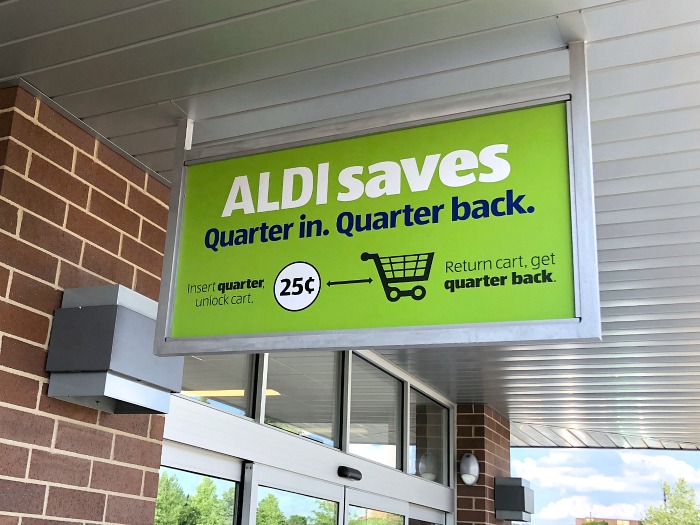 ALDI saves
Quarter in. Quarter back.
Insert quarter,
unlock cart.
25¢
Return cart, get
quarter back.